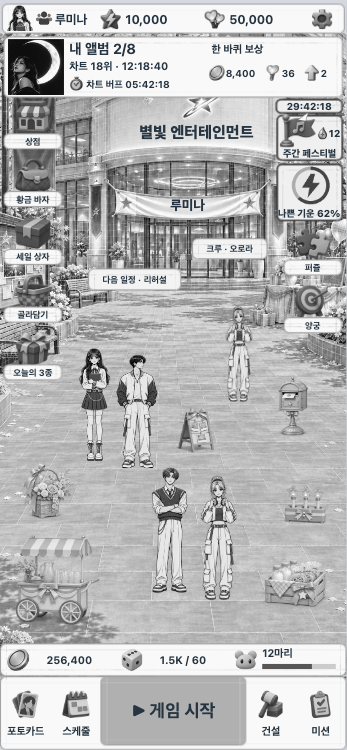 루미나
10,000
50,000
내 앨범 2/8
차트 18위 · 12:18:40
차트 버프 05:42:18
한 바퀴 보상
8,400
36
2
29:42:18
12
주간 페스티벌
나쁜 기운 62%
상점
황금 바자
세일 상자
골라담기
오늘의 3종
퍼즐
양궁
별빛 엔터테인먼트
루미나
크루 · 오로라
다음 일정 · 리허설
256,400
1.5K / 60
12마리
포토카드
스케줄
▶ 게임 시작
건설
미션